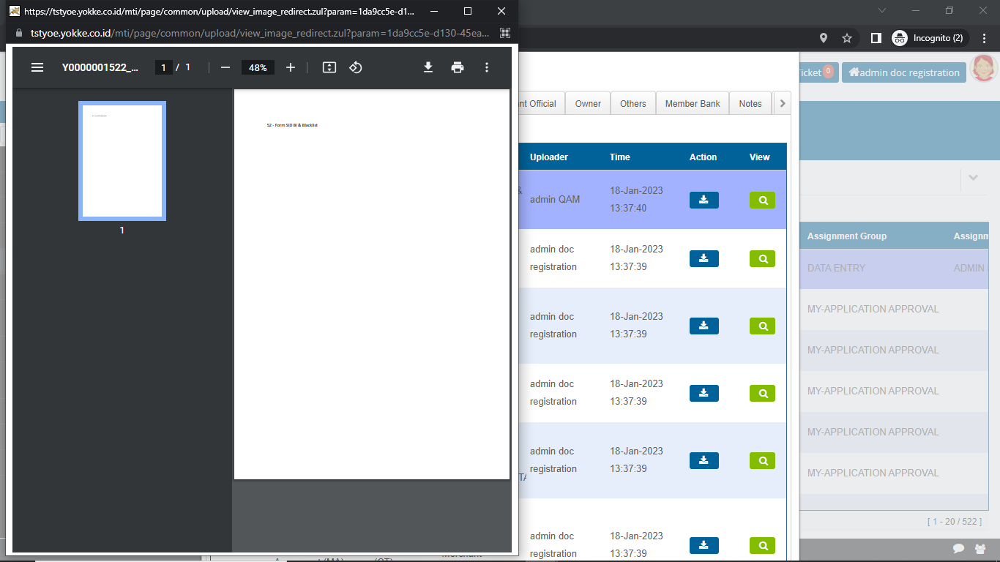 https://tstyoe.yokke.co.id/mti/page/common/upload/view_image_redirect.zul?param=1da9cc5e-d1...
tstyoe.yokke.co.id/mti/page/common/upload/view_image_redirect.zul?param=1da9cc5e-d130-45ea...
Incognito (2)
Y0000001522_...
1 / 1
48%
1
52 - Form SID BI & Blacklist
icket 0
admin doc registration
nt Official
Owner
Others
Member Bank
Notes
Uploader
Time
Action
View
&
admin QAM
18-Jan-2023
13:37:40
admin doc
registration
18-Jan-2023
13:37:39
admin doc
registration
18-Jan-2023
13:37:39
admin doc
registration
18-Jan-2023
13:37:39
admin doc
registration
18-Jan-2023
13:37:39
TA
admin doc
registration
18-Jan-2023
13:37:39
Assignment Group
Assignm
DATA ENTRY
ADMIN
MY-APPLICATION APPROVAL
MY-APPLICATION APPROVAL
MY-APPLICATION APPROVAL
MY-APPLICATION APPROVAL
MY-APPLICATION APPROVAL
[ 1 - 20 / 522 ]